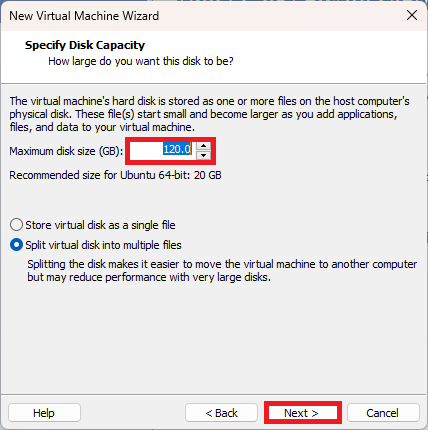 New Virtual Machine Wizard
Specify Disk Capacity
How large do you want this disk to be?
The virtual machine's hard disk is stored as one or more files on the host computer's
physical disk. These file(s) start small and become larger as you add applications,
files, and data to your virtual machine.
Maximum disk size (GB): 120.0
Recommended size for Ubuntu 64-bit: 20 GB
Store virtual disk as a single file
Split virtual disk into multiple files
Splitting the disk makes it easier to move the virtual machine to another computer
but may reduce performance with very large disks.
Help < Back Next > Cancel